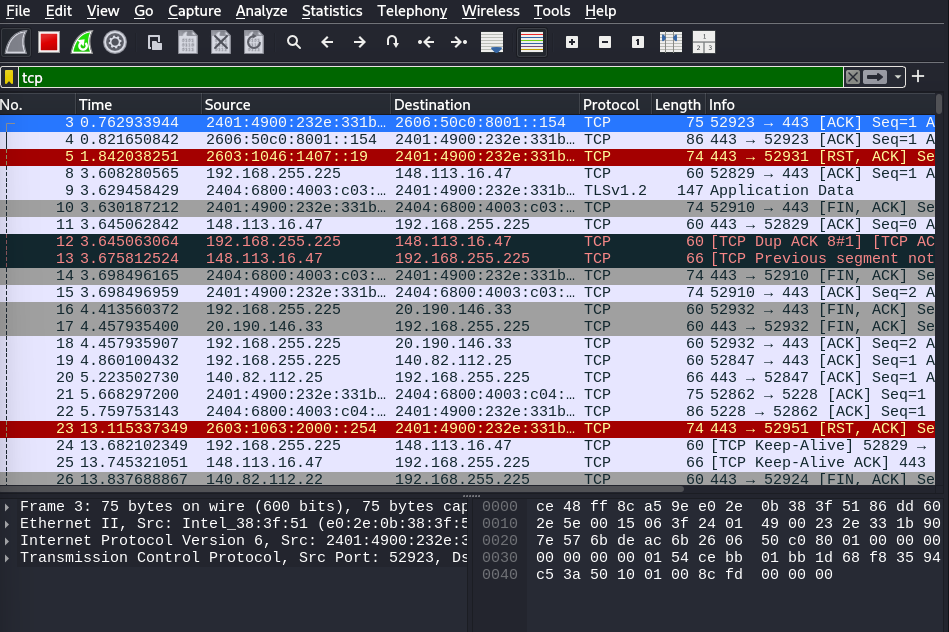 File Edit View Go Capture Analyze Statistics Telephony Wireless Tools Help
tcp
No. Time Source Destination Protocol Length Info
3 0.762933944 2401:4900:232e:331b… 2606:50c0:8001::154 TCP 75 52923 → 443 [ACK] Seq=1 A
4 0.821650842 2606:50c0:8001::154 2401:4900:232e:331b… TCP 86 443 → 52923 [ACK] Seq=1 A
5 1.842038251 2603:1046:1407::19 2401:4900:232e:331b… TCP 74 443 → 52931 [RST, ACK] Se
8 3.608280565 192.168.255.225 148.113.16.47 TCP 60 52829 → 443 [ACK] Seq=1 A
9 3.629458429 2404:6800:4003:c03:… 2401:4900:232e:331b… TLSv1.2 147 Application Data
10 3.630187212 2401:4900:232e:331b… 2404:6800:4003:c03:… TCP 74 52910 → 443 [FIN, ACK] Se
11 3.645062842 148.113.16.47 192.168.255.225 TCP 60 443 → 52829 [ACK] Seq=0 A
12 3.645063064 192.168.255.225 148.113.16.47 TCP 60 [TCP Dup ACK 8#1] [TCP AC
13 3.675812524 148.113.16.47 192.168.255.225 TCP 66 [TCP Previous segment not
14 3.698496165 2404:6800:4003:c03:… 2401:4900:232e:331b… TCP 74 443 → 52910 [FIN, ACK] Se
15 3.698496959 2401:4900:232e:331b… 2404:6800:4003:c03:… TCP 74 52910 → 443 [ACK] Seq=2 A
16 4.413560372 192.168.255.225 20.190.146.33 TCP 60 52932 → 443 [FIN, ACK] Se
17 4.457935400 20.190.146.33 192.168.255.225 TCP 60 443 → 52932 [FIN, ACK] Se
18 4.457935907 192.168.255.225 20.190.146.33 TCP 60 52932 → 443 [ACK] Seq=2 A
19 4.860100432 192.168.255.225 140.82.112.25 TCP 60 52847 → 443 [ACK] Seq=1 A
20 5.223502730 140.82.112.25 192.168.255.225 TCP 66 443 → 52847 [ACK] Seq=1 A
21 5.668297200 2401:4900:232e:331b… 2404:6800:4003:c04:… TCP 75 52862 → 5228 [ACK] Seq=1
22 5.759753143 2404:6800:4003:c04:… 2401:4900:232e:331b… TCP 86 5228 → 52862 [ACK] Seq=1
23 13.115337349 2603:1063:2000::254 2401:4900:232e:331b… TCP 74 443 → 52951 [RST, ACK] Se
24 13.682102349 192.168.255.225 148.113.16.47 TCP 60 [TCP Keep-Alive] 52829 →
25 13.745321051 148.113.16.47 192.168.255.225 TCP 66 [TCP Keep-Alive ACK] 443
26 13.837688867 140.82.112.22 192.168.255.225 TCP 60 443 → 52924 [FIN, ACK] Se
Frame 3: 75 bytes on wire (600 bits), 75 bytes cap
Ethernet II, Src: Intel_38:3f:51 (e0:2e:0b:38:3f:5
Internet Protocol Version 6, Src: 2401:4900:232e:3
Transmission Control Protocol, Src Port: 52923, Ds
0000 ce 48 ff 8c a5 9e e0 2e 0b 38 3f 51 86 dd 60
0010 2e 5e 00 15 06 3f 24 01 49 00 23 2e 33 1b 90
0020 7e 57 6b de ac 6b 26 06 50 c0 80 01 00 00 00
0030 00 00 00 00 01 54 ce bb 01 bb 1d 68 f8 35 94
0040 c5 3a 50 10 01 00 8c fd 00 00 00